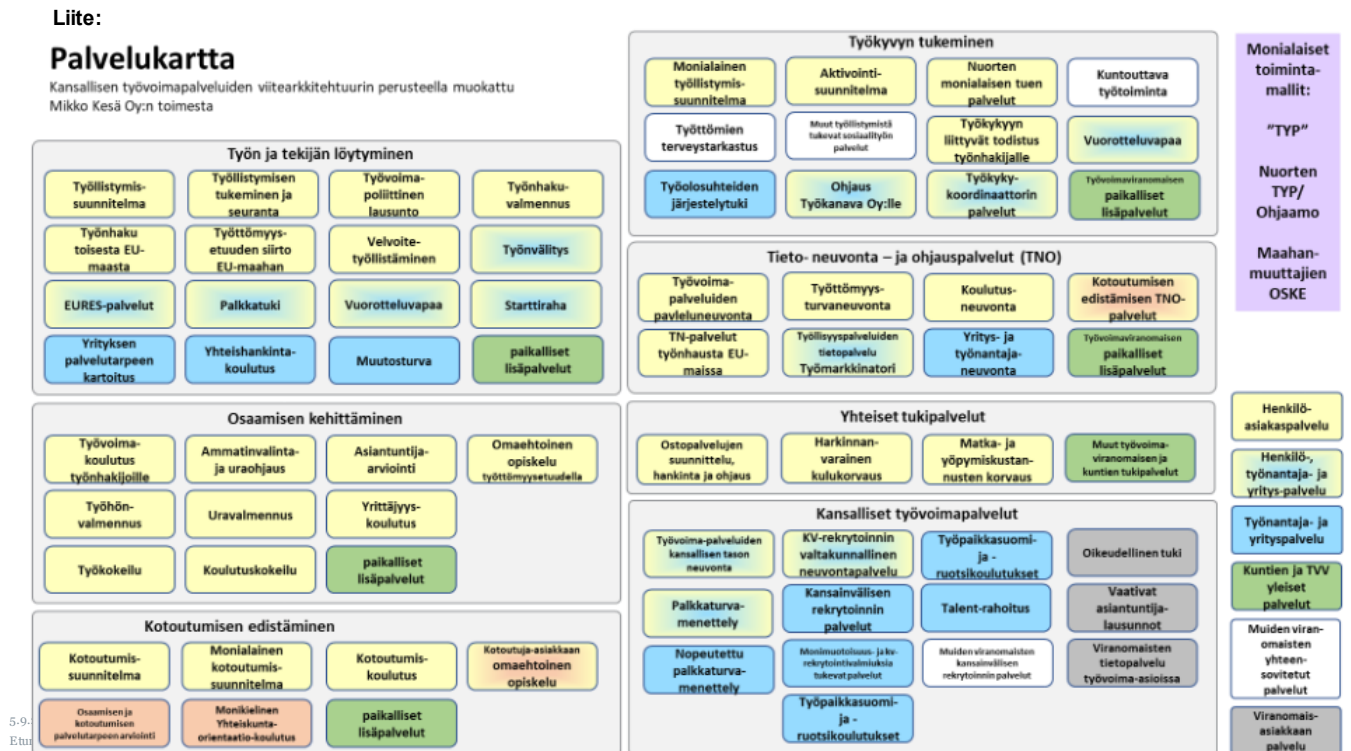 Liite:
Palvelukartta
Kansallisen työvoimapalveluiden viitearkkitehtuurin perusteella muokattu
Mikko Kesä Oy:n toimesta
Työn ja tekijän löytyminen
Työllistymis-
suunnitelma
Työllistymisen
tukeminen ja
seuranta
Työvoima-
poliittinen
lausunto
Työnhaku-
valmennus
Työnhaku
toisesta EU-
maasta
Työttömyys-
etuuden siirto
EU-maahan
Velvoite-
työllistäminen
Työnvälitys
EURES-palvelut
Palkkatuki
Vuorotteluvapaa
Starttiraha
Yrityksen
palvelutarpeen
kartoitus
Yhteishankinta-
koulutus
Muutosturva
paikalliset
lisäpalvelut
Osaamisen kehittäminen
Työvoima-
koulutus
työnhakijoille
Ammatinvalinta-
ja uraohjaus
Asiantuntija-
arviointi
Omaehtoinen
opiskelu
työttömyysetuudella
Työhön-
valmennus
Uravalmennus
Yrittäjyys-
koulutus
Työkokeilu
Koulutuskokeilu
paikalliset
lisäpalvelut
Kotoutumisen edistäminen
Kotoutumis-
suunnitelma
Monialainen
kotoutumis-
suunnitelma
Kotoutumis-
koulutus
Kotoutuja-asiakkaan
omaehtoinen
opiskelu
Osaamisen ja
kotoutumisen
palvelutarpeen arviointi
Monikielinen
Yhteiskunta-
orientaatio-koulutus
paikalliset
lisäpalvelut
5.9.
Etur
Työkyvyn tukeminen
Monialainen
työllistymis-
suunnitelma
Aktivointi-
suunnitelma
Nuorten
monialaisen tuen
palvelut
Kuntouttava
työtoiminta
Työttömien
terveystarkastus
Muut työllistymistä
tukevat sosiaalityön
palvelut
Työkykyyn
liittyvät todistus
työnhakijalle
Vuorotteluvapaa
Työolosuhteiden
järjestelytuki
Ohjaus
Työkanava Oy:lle
Työkyky-
koordinaattorin
palvelut
Työvoimaviranomaisen
paikalliset
lisäpalvelut
Tieto- neuvonta – ja ohjauspalvelut (TNO)
Työvoima-
palveluiden
pavleluneuvonta
Työttömyys-
turvaneuvonta
Koulutus-
neuvonta
Kotoutumisen
edistämisen TNO-
palvelut
TN-palvelut
työnhausta EU-
maissa
Työllisyyspalveluiden
tietopalvelu
Työmarkkinatori
Yritys- ja
työnantaja-
neuvonta
Työvoimaviranomaisen
paikalliset
lisäpalvelut
Yhteiset tukipalvelut
Ostopalvelujen
suunnittelu,
hankinta ja ohjaus
Harkinnan-
varainen
kulukorvaus
Matka- ja
yöpymiskustan-
nusten korvaus
Muut työvoima-
viranomaisen ja
kuntien tukipalvelut
Kansalliset työvoimapalvelut
Työvoima-palveluiden
kansallisen tason
neuvonta
KV-rekrytoinnin
valtakunnallinen
neuvontapalvelu
Työpaikkasuomi-
ja -
ruotsikoulutukset
Oikeudellinen tuki
Palkkaturva-
menettely
Kansainvälisen
rekrytoinnin
palvelut
Talent-rahoitus
Vaativat
asiantuntija-
lausunnot
Nopeutettu
palkkaturva-
menettely
Monimuotoisuus- ja kv-
rekrytointivalmiuksia
tukevat palvelut
Muiden viranomaisten
kansainvälisen
rekrytoinnin palvelut
Viranomaisten
tietopalvelu
työvoima-asioissa
Työpaikkasuomi-
ja -
ruotsikoulutukset
Monialaiset
toiminta-
mallit:
”TYP”
Nuorten
TYP/
Ohjaamo
Maahan-
muuttajien
OSKE
Henkilö-
asiakaspalvelu
Henkilö-,
työnantaja- ja
yritys-palvelu
Työnantaja- ja
yrityspalvelu
Kuntien ja TVV
yleiset
palvelut
Muiden viran-
omaisten
yhteen-
sovitetut
palvelut
Viranomais-
asiakkaan
palvelu